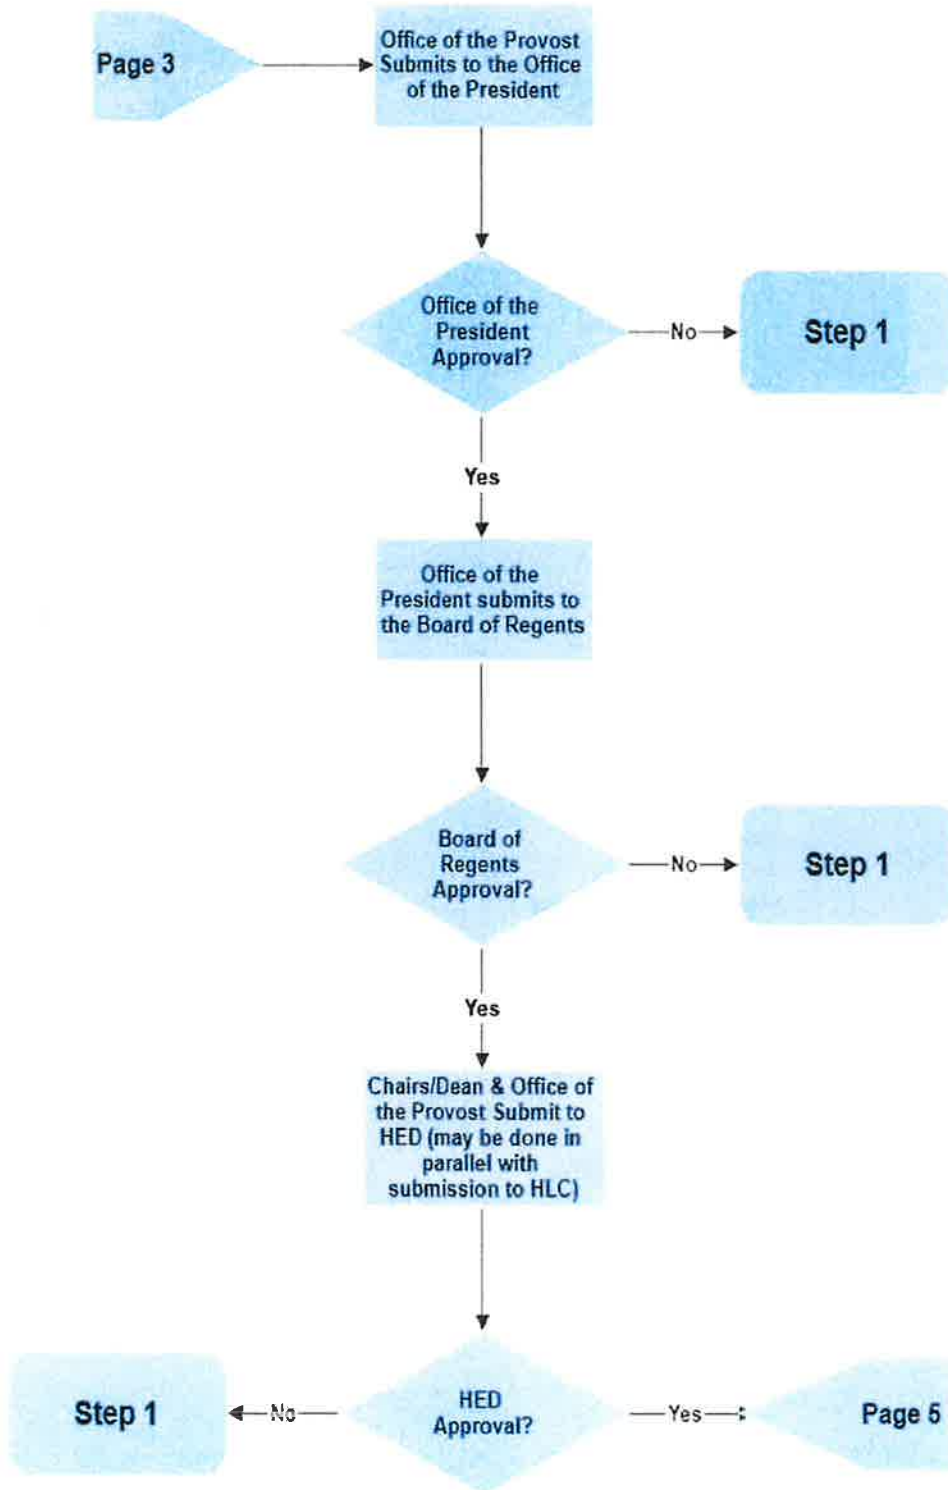 Page 3
Office of the Provost
Submits to the Office
of the President
Office of the
President
Approval?
No
Step 1
Yes
Office of the
President submits to
the Board of Regents
Board of
Regents
Approval?
No
Step 1
Yes
Chairs/Dean & Office of
the Provost Submit to
HED (may be done in
parallel with
submission to HLC)
Step 1
No
HED
Approval?
Yes
Page 5